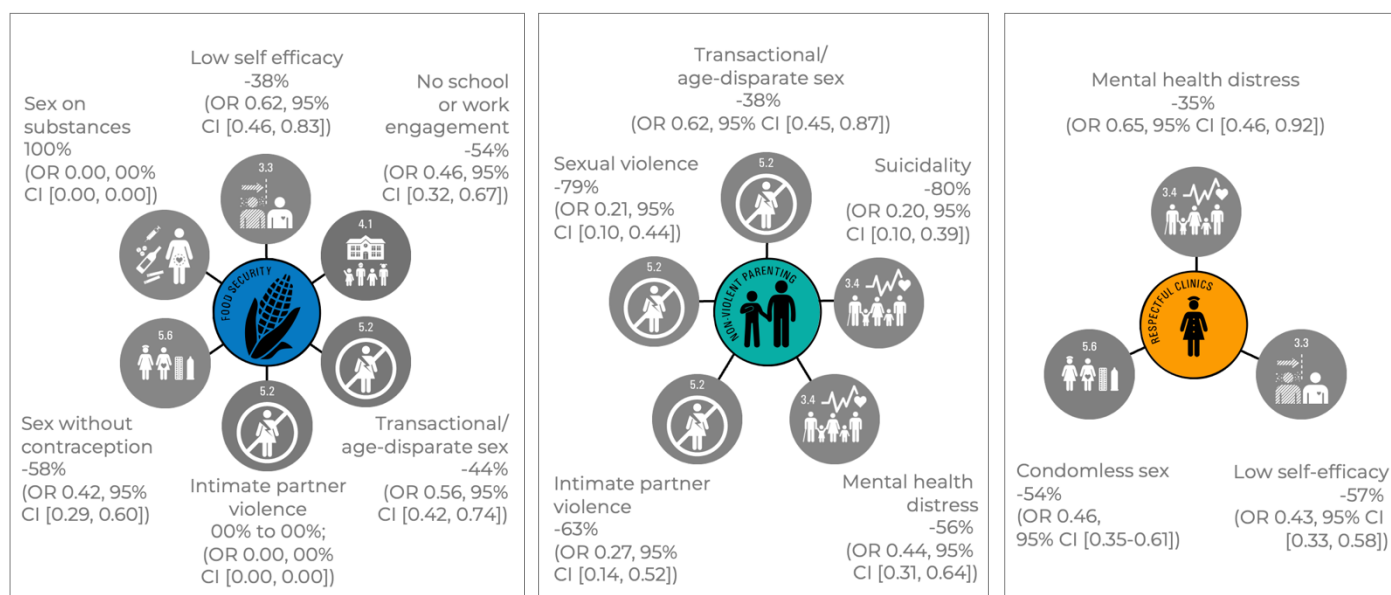 Low self efficacy
-38%
(OR 0.62, 95%
CI [0.46, 0.83])
No school
or work
engagement
-54%
(OR 0.46, 95%
CI [0.32, 0.67])
Sex on
substances
100%
(OR 0.00, 00%
CI [0.00, 0.00])
3.3
4.1
FOOD SECURITY
5.6
5.2
5.2
Sex without
contraception
-58%
(OR 0.42, 95%
CI [0.29, 0.60])
Intimate partner
violence
00% to 00%;
(OR 0.00, 00%
CI [0.00, 0.00])
Transactional/
age-disparate sex
-44%
(OR 0.56, 95%
CI [0.42, 0.74])
Transactional/
age-disparate sex
-38%
(OR 0.62, 95% CI [0.45, 0.87])
Sexual violence
-79%
(OR 0.21, 95%
CI [0.10, 0.44])
Suicidality
-80%
(OR 0.20, 95%
CI [0.10, 0.39])
5.2
5.2
3.4
NON-VIOLENT PARENTING
5.2
3.4
Intimate partner
violence
-63%
(OR 0.27, 95%
CI [0.14, 0.52])
Mental health
distress
-56%
(OR 0.44, 95%
CI [0.31, 0.64])
Mental health distress
-35%
(OR 0.65, 95% CI [0.46, 0.92])
3.4
RESPECTFUL CLINICS
5.6
3.3
Condomless sex
-54%
(OR 0.46,
95% CI [0.35-0.61])
Low self-efficacy
-57%
(OR 0.43, 95% CI
[0.33, 0.58])